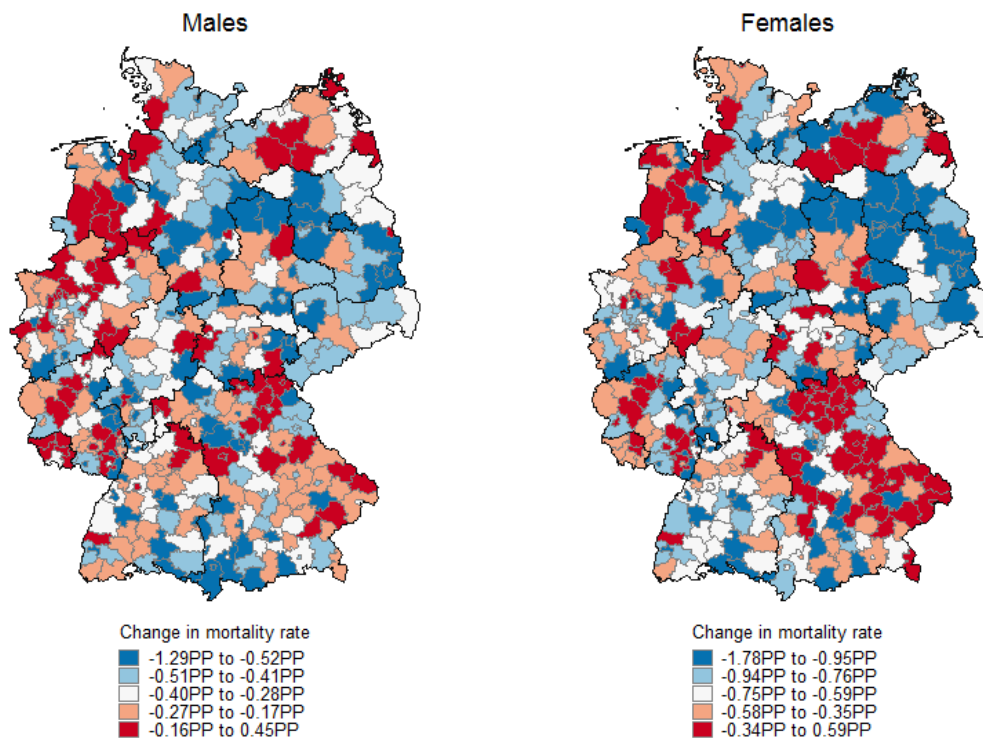 Males
Females
Change in mortality rate
-1.29PP to -0.52PP
-0.51PP to -0.41PP
-0.40PP to -0.28PP
-0.27PP to -0.17PP
-0.16PP to 0.45PP
Change in mortality rate
-1.78PP to -0.95PP
-0.94PP to -0.76PP
-0.75PP to -0.59PP
-0.58PP to -0.35PP
-0.34PP to 0.59PP